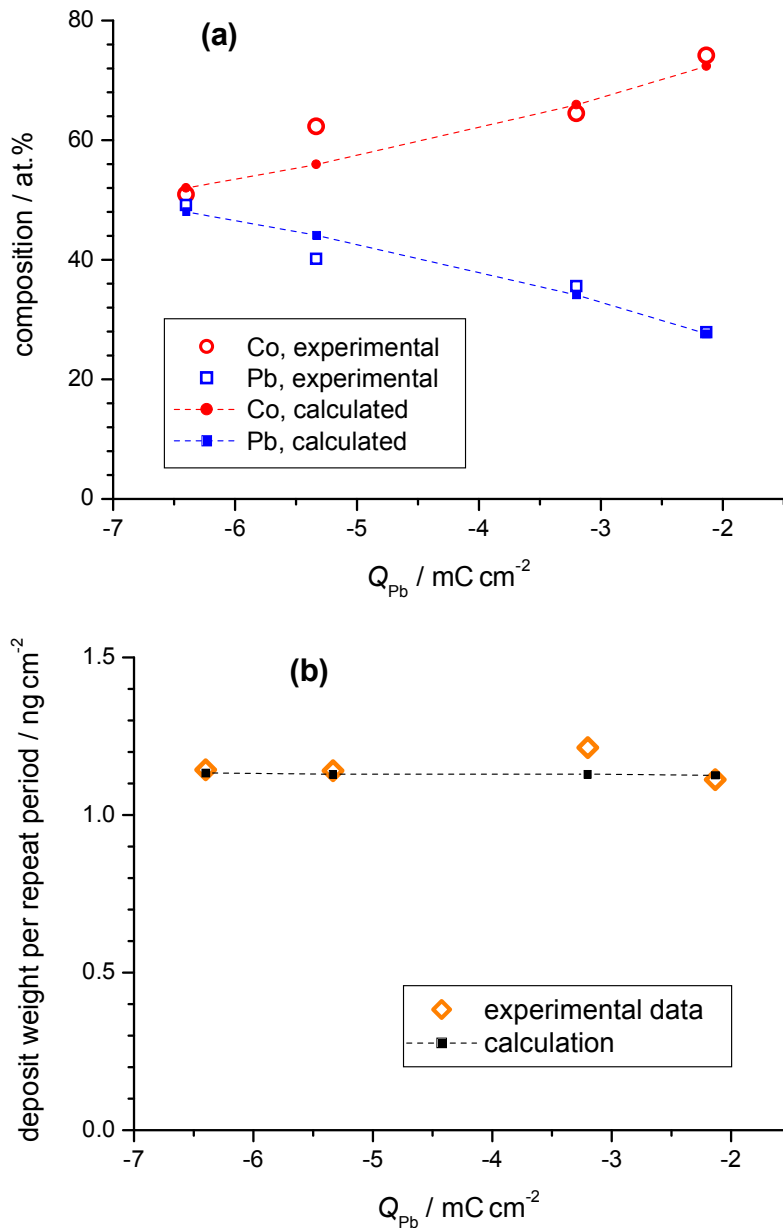 (a)
composition / at.%
80
60
40
20
0
Co, experimental
Pb, experimental
Co, calculated
Pb, calculated
-7 -6 -5 -4 -3 -2
Q_Pb / mC cm⁻²
(b)
deposit weight per repeat period / ng cm⁻²
1.5
1.0
0.5
0.0
experimental data
calculation
-7 -6 -5 -4 -3 -2
Q_Pb / mC cm⁻²